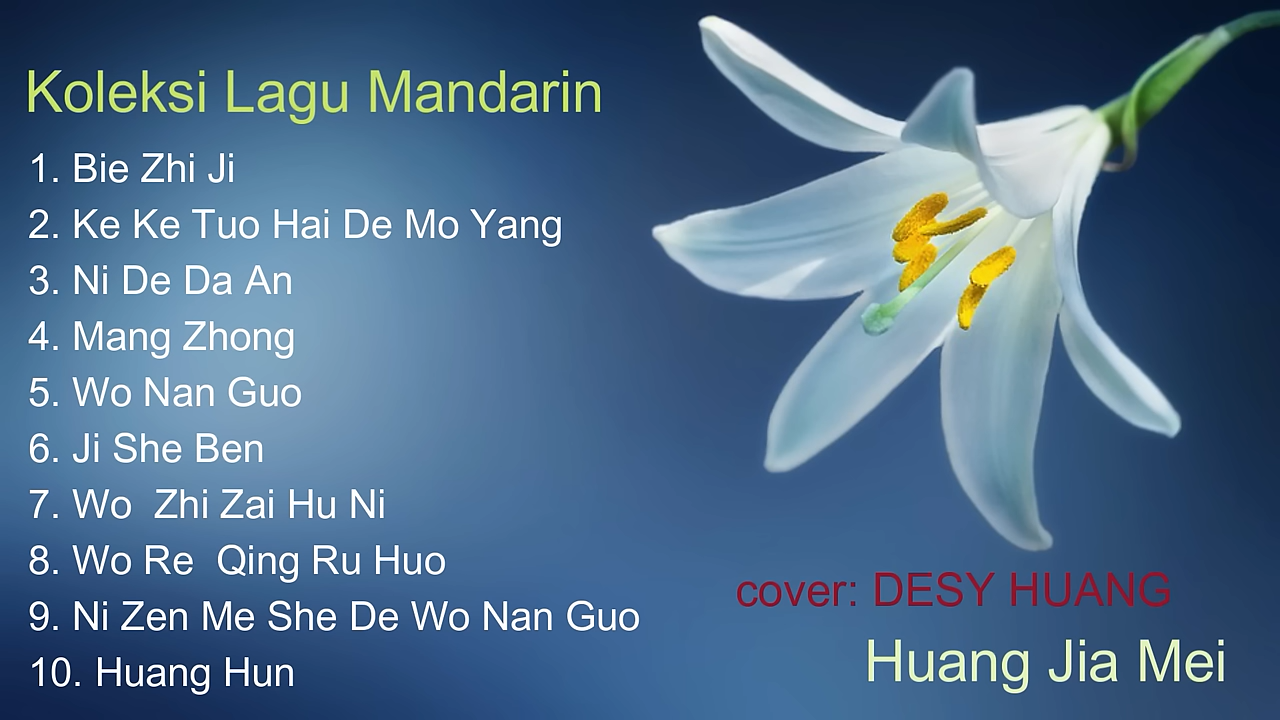 Koleksi Lagu Mandarin
1. Bie Zhi Ji
2. Ke Ke Tuo Hai De Mo Yang
3. Ni De Da An
4. Mang Zhong
5. Wo Nan Guo
6. Ji She Ben
7. Wo  Zhi Zai Hu Ni
8. Wo Re  Qing Ru Huo
9. Ni Zen Me She De Wo Nan Guo
10. Huang Hun
cover: DESY HUANG
Huang Jia Mei